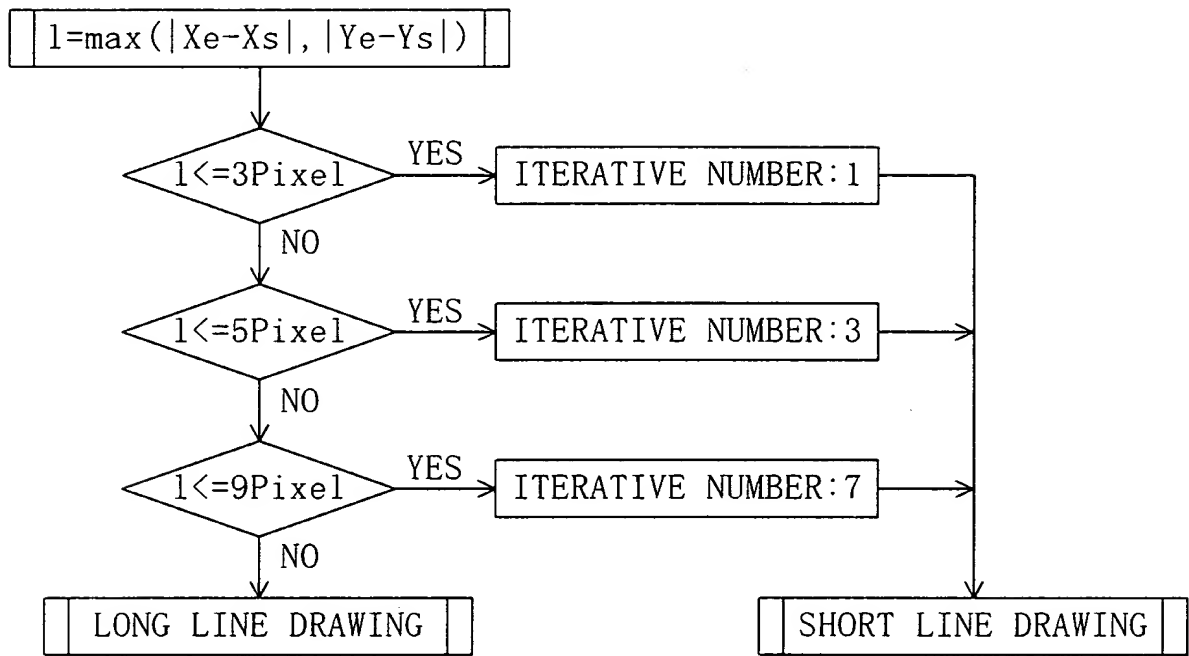 l=max(|Xe-Xs|,|Ye-Ys|)
l<=3Pixel
YES
ITERATIVE NUMBER:1
NO
l<=5Pixel
YES
ITERATIVE NUMBER:3
NO
l<=9Pixel
YES
ITERATIVE NUMBER:7
NO
LONG LINE DRAWING
SHORT LINE DRAWING